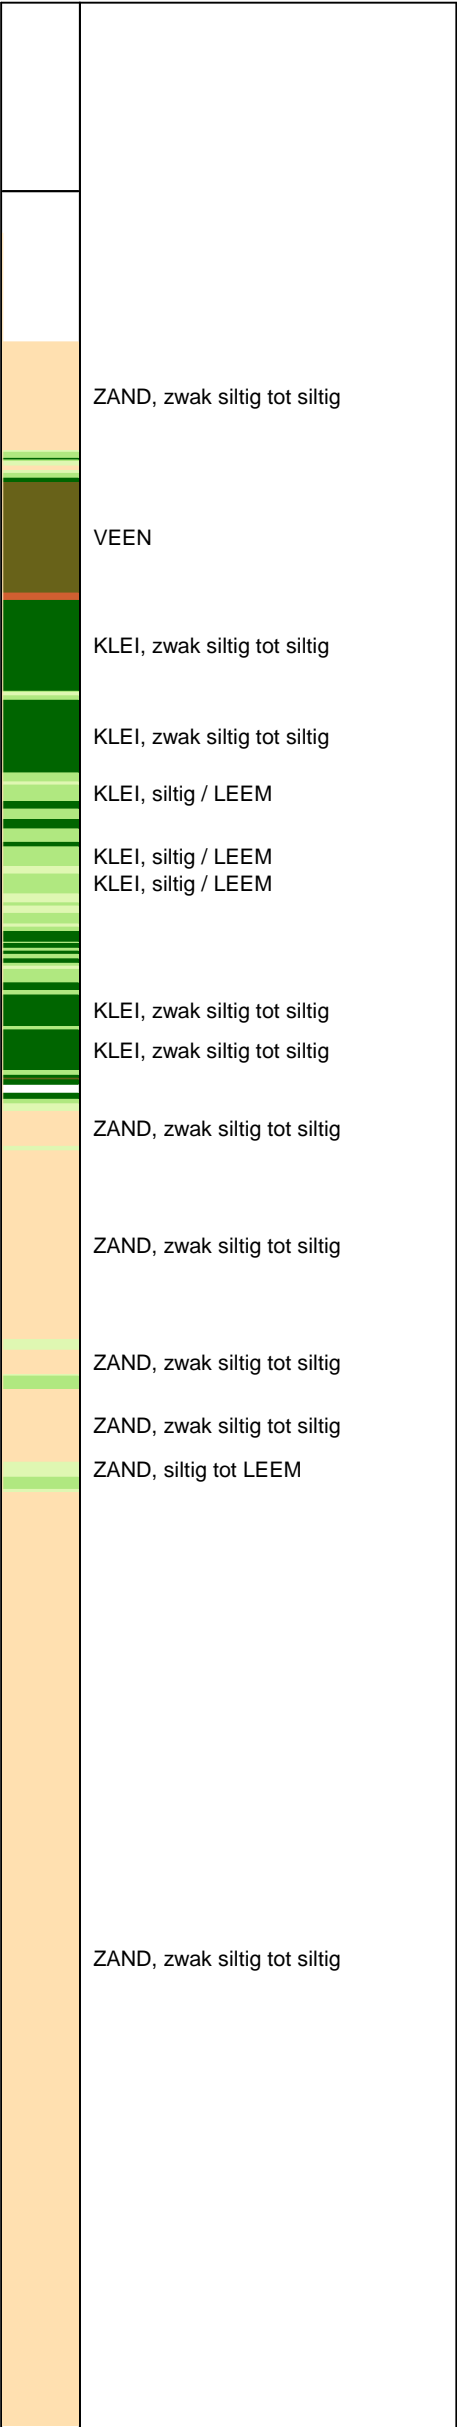 ZAND, zwak siltig tot siltig
VEEN
KLEI, zwak siltig tot siltig
KLEI, zwak siltig tot siltig
KLEI, siltig / LEEM
KLEI, siltig / LEEM
KLEI, siltig / LEEM
KLEI, zwak siltig tot siltig
KLEI, zwak siltig tot siltig
ZAND, zwak siltig tot siltig
ZAND, zwak siltig tot siltig
ZAND, zwak siltig tot siltig
ZAND, zwak siltig tot siltig
ZAND, siltig tot LEEM
ZAND, zwak siltig tot siltig